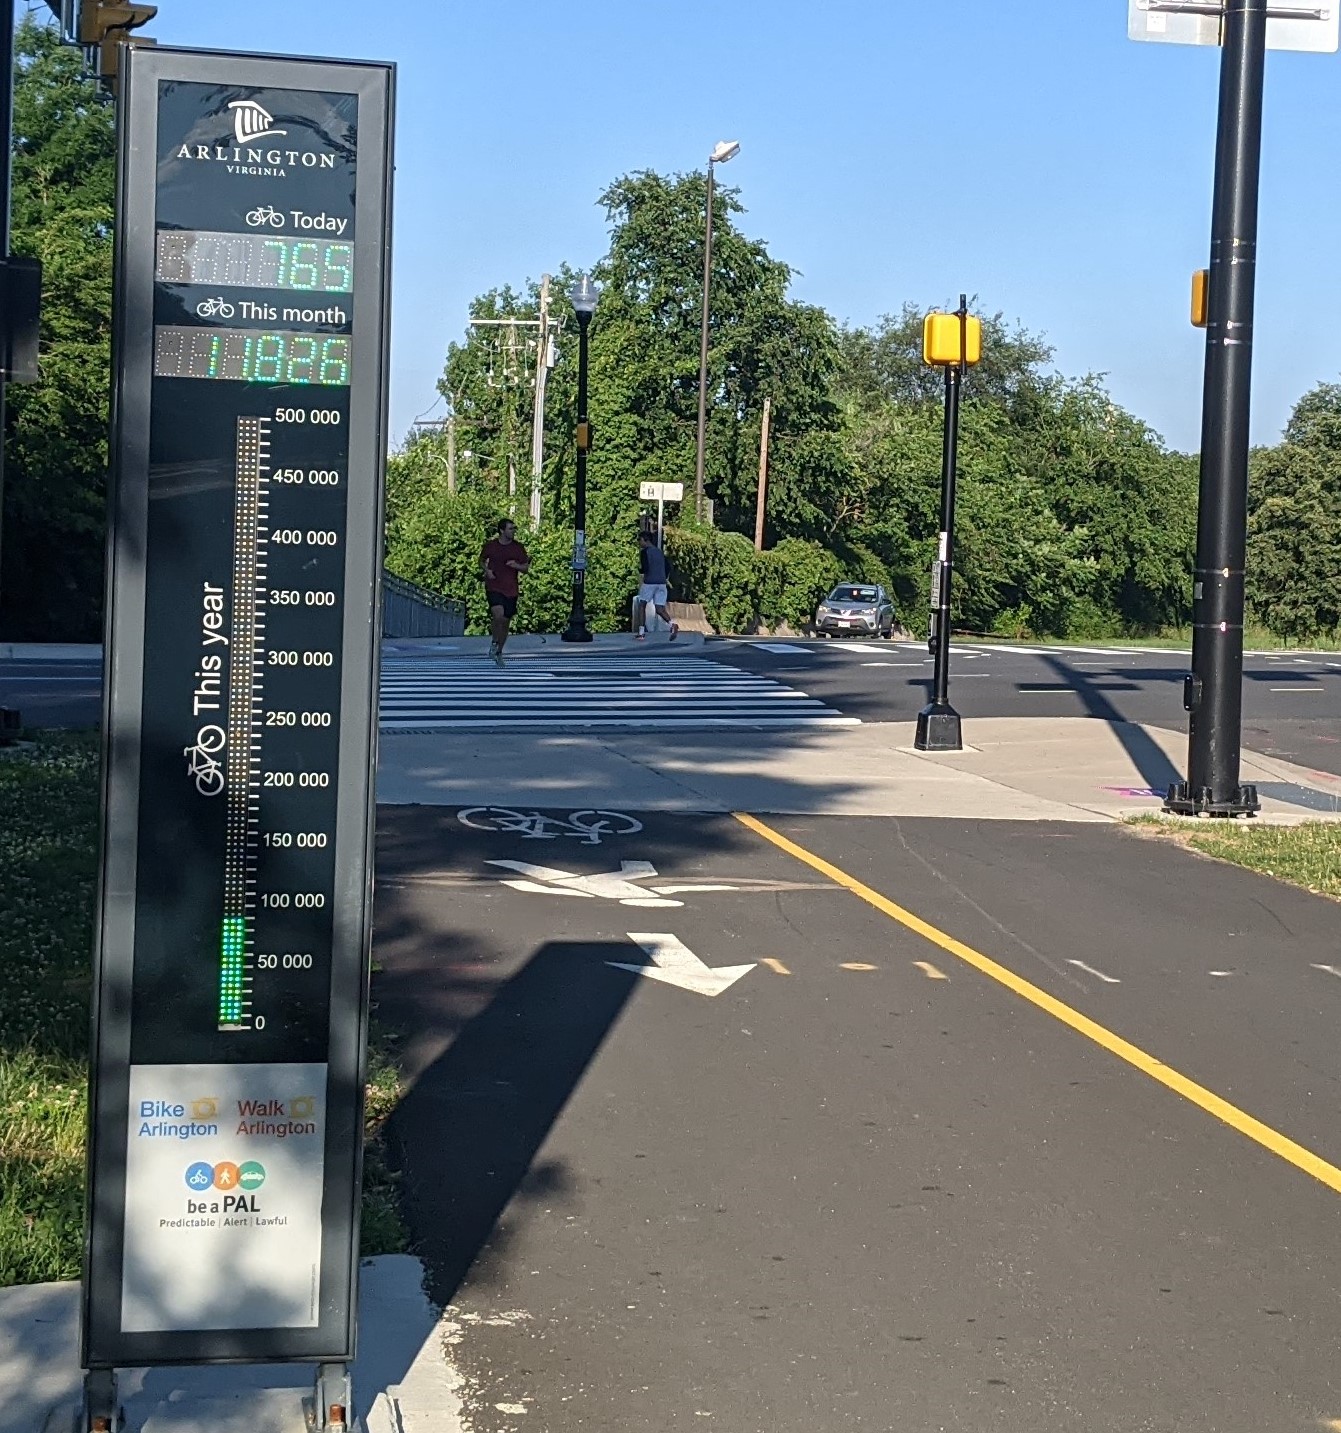 ARLINGTON
VIRGINIA
Today
765
This month
11826
500 000
450 000
400 000
350 000
300 000
250 000
200 000
150 000
100 000
50 000
0
This year
Bike Arlington
Walk Arlington
be a PAL
Predictable | Alert | Lawful